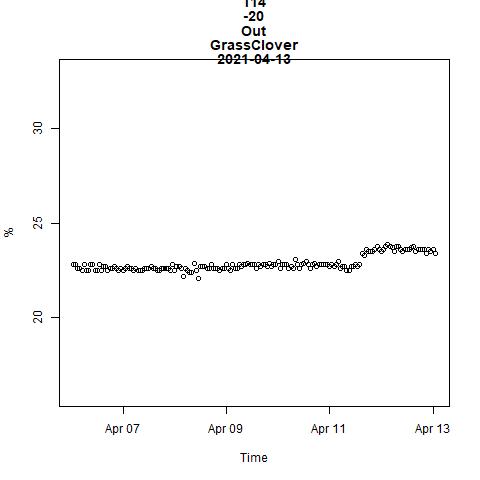 T14
-20
Out
GrassClover
2021-04-13
30
25
20
%
Apr 07
Apr 09
Apr 11
Apr 13
Time